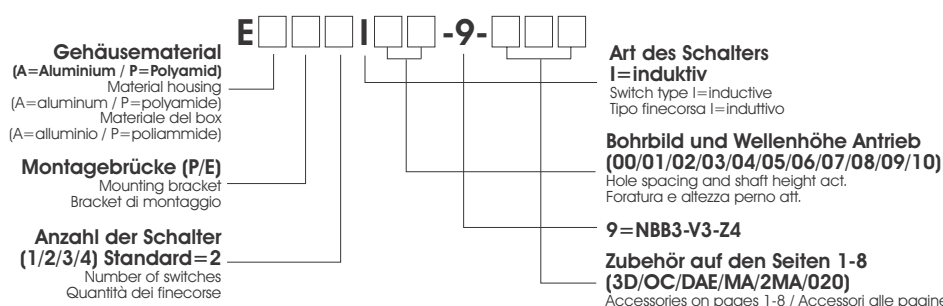 E I -9-
Gehäusematerial
(A=Aluminium / P=Polyamid)
Material housing
(A=aluminum / P=polyamide)
Materiale del box
(A=alluminio / P=poliammide)
Montagebrücke (P/E)
Mounting bracket
Bracket di montaggio
Anzahl der Schalter
(1/2/3/4) Standard=2
Number of switches
Quantità dei finecorse
Art des Schalters
I=induktiv
Switch type I=inductive
Tipo finecorsa I=induttivo
Bohrbild und Wellenhöhe Antrieb
(00/01/02/03/04/05/06/07/08/09/10)
Hole spacing and shaft height act.
Foratura e altezza perno att.
9=NBB3-V3-Z4
Zubehör auf den Seiten 1-8
(3D/OC/DAE/MA/2MA/020)
Accessories on pages 1-8 / Accessori alle pagine